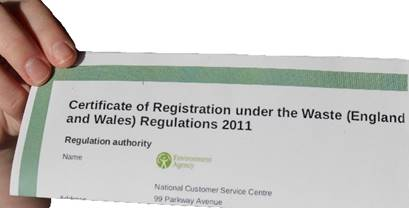 Certificate of Registration under the Waste (England
and Wales) Regulations 2011
Regulation authority
Name
Environment
Agency
National Customer Service Centre
Address
99 Parkway Avenue